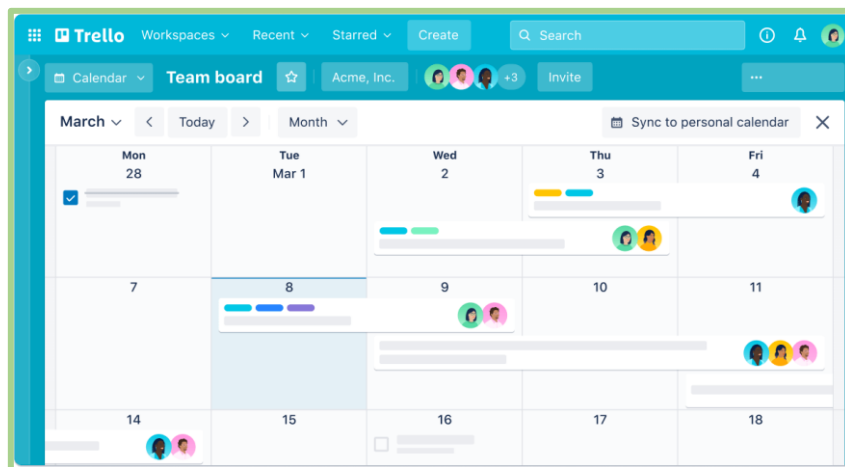 Trello Workspaces Recent Starred Create Search
Calendar Team board Acme, Inc. +3 Invite
March Today Month Sync to personal calendar
Mon Tue Wed Thu Fri
28 Mar 1 2 3 4
7 8 9 10 11
14 15 16 17 18